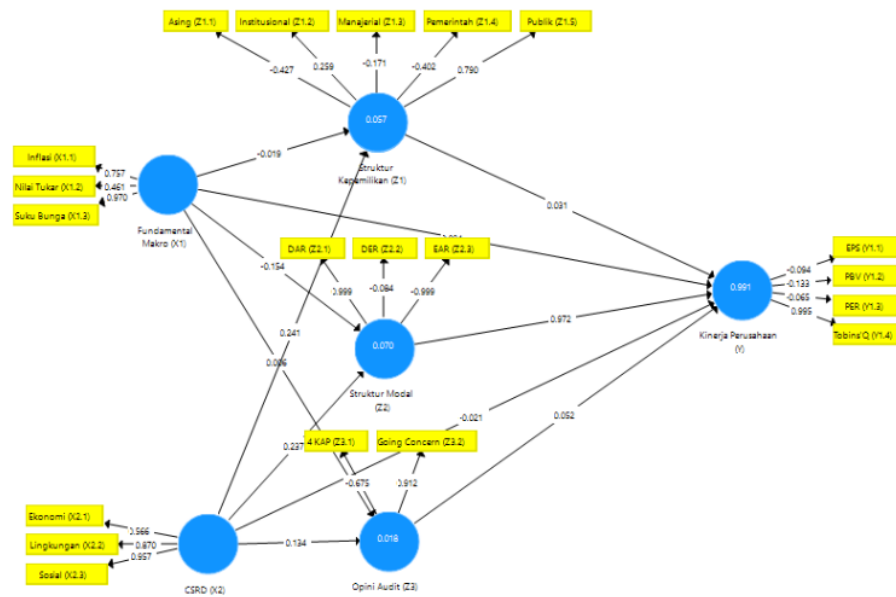 Asing (Z1.1)
Institusional (Z1.2)
Manajerial (Z1.3)
Pemerintah (Z1.4)
Publik (Z1.5)
-0.427
0.259
-0.171
-0.402
0.790
0.057
Struktur
Kepemilikan (Z1)
Inflasi (X1.1)
Nilai Tukar (X1.2)
Suku Bunga (X1.3)
0.757
0.461
0.970
Fundamental
Makro (X1)
-0.019
0.031
-0.154
0.241
0.006
DAR (Z2.1)
DER (Z2.2)
EAR (Z2.3)
0.999
-0.064
-0.999
0.070
Struktur Modal
(Z2)
0.972
0.991
Kinerja Perusahaan
(Y)
EPS (Y1.1)
PBV (Y1.2)
PER (Y1.3)
Tobins'Q (Y1.4)
-0.094
-0.133
-0.065
0.995
0.237
-0.021
0.052
4 KAP (Z3.1)
Going Concern (Z3.2)
-0.675
0.912
0.018
Opini Audit (Z3)
0.134
Ekonomi (X2.1)
Lingkungan (X2.2)
Sosial (X2.3)
0.566
0.870
0.957
CSRD (X2)